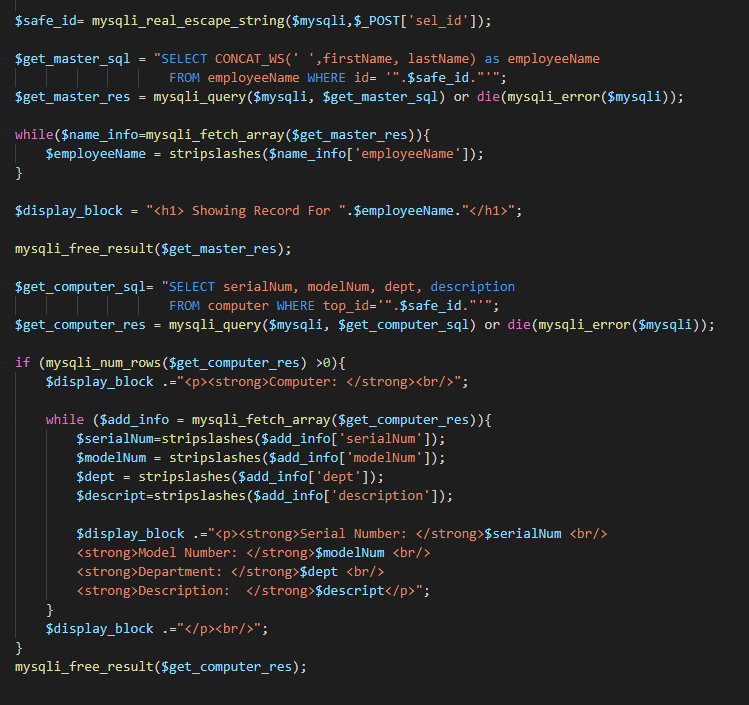 $safe_id= mysqli_real_escape_string($mysqli,$_POST['sel_id']);
$get_master_sql = "SELECT CONCAT_WS(' ',firstName, lastName) as employeeName
FROM employeeName WHERE id= '".$safe_id."'";
$get_master_res = mysqli_query($mysqli, $get_master_sql) or die(mysqli_error($mysqli));
while($name_info=mysqli_fetch_array($get_master_res)){
$employeeName = stripslashes($name_info['employeeName']);
}
$display_block = "<h1> Showing Record For ".$employeeName."</h1>";
mysqli_free_result($get_master_res);
$get_computer_sql= "SELECT serialNum, modelNum, dept, description
FROM computer WHERE top_id='".$safe_id."'";
$get_computer_res = mysqli_query($mysqli, $get_computer_sql) or die(mysqli_error($mysqli));
if (mysqli_num_rows($get_computer_res) >0){
$display_block .="<p><strong>Computer: </strong><br/>";
while ($add_info = mysqli_fetch_array($get_computer_res)){
$serialNum=stripslashes($add_info['serialNum']);
$modelNum = stripslashes($add_info['modelNum']);
$dept = stripslashes($add_info['dept']);
$descript=stripslashes($add_info['description']);
$display_block .="<p><strong>Serial Number: </strong>$serialNum <br/>
<strong>Model Number: </strong>$modelNum <br/>
<strong>Department: </strong>$dept <br/>
<strong>Description:  </strong>$descript</p>";
}
$display_block .="</p><br/>";
}
mysqli_free_result($get_computer_res);